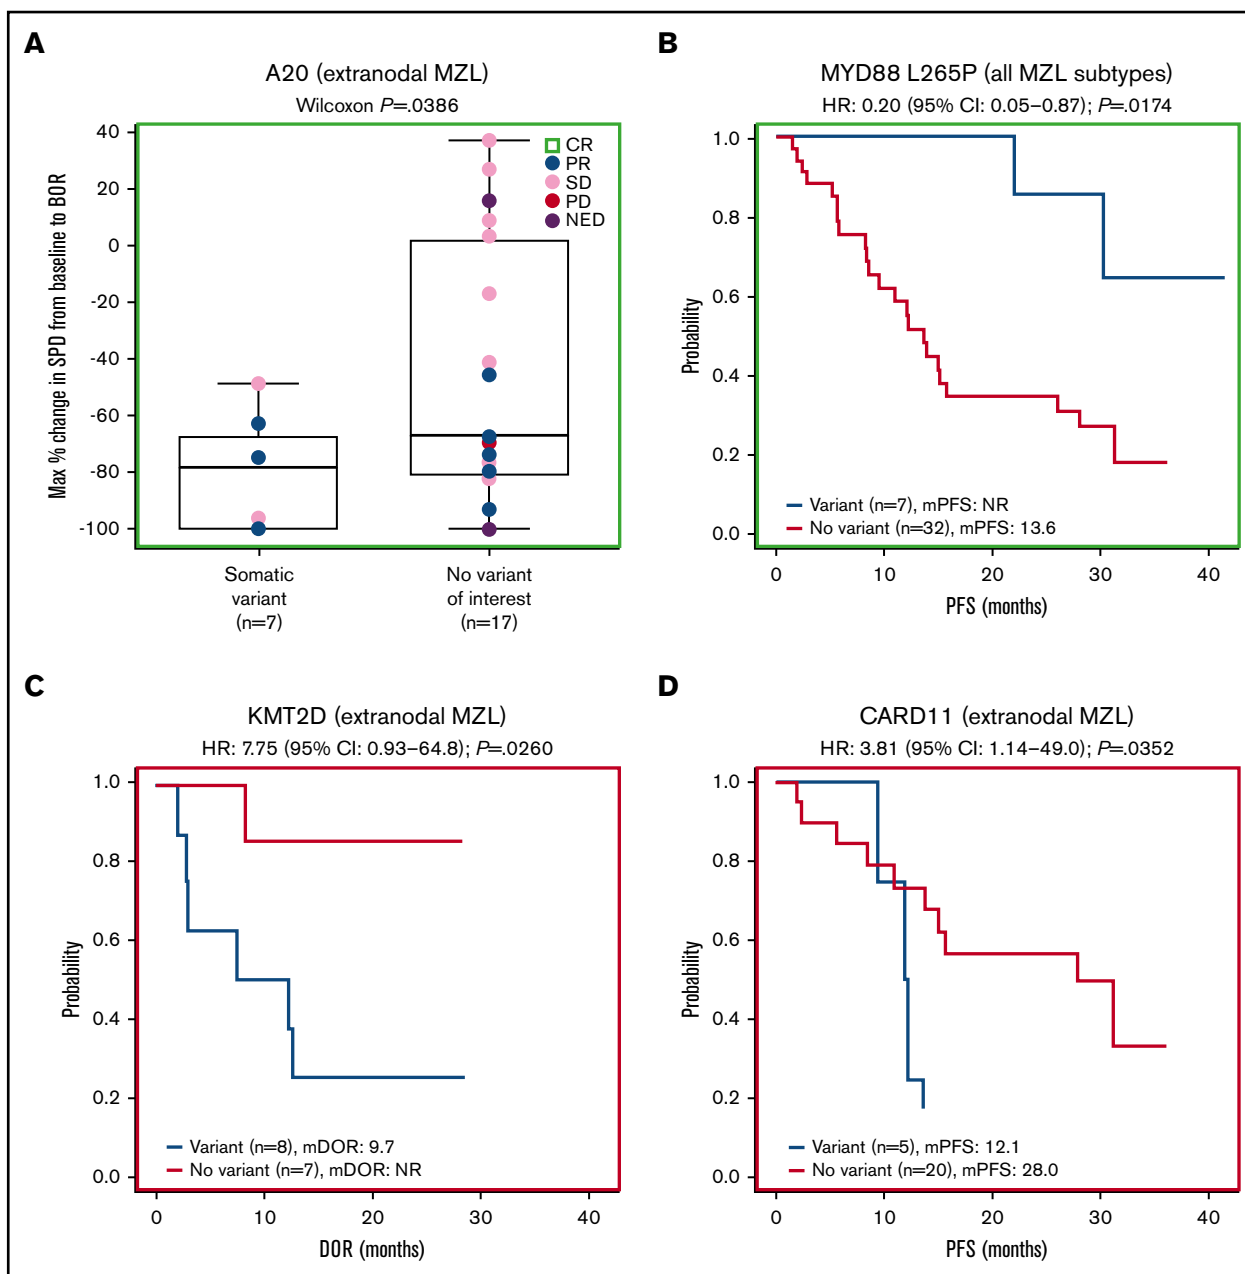 A
A20 (extranodal MZL)
Wilcoxon P=.0386
Max % change in SPD from baseline to BOR
40
20
0
-20
-40
-60
-80
-100
CR
PR
SD
PD
NED
Somatic
variant
(n=7)
No variant
of interest
(n=17)
B
MYD88 L265P (all MZL subtypes)
HR: 0.20 (95% CI: 0.05–0.87); P=.0174
Probability
1.0
0.8
0.6
0.4
0.2
0.0
Variant (n=7), mPFS: NR
No variant (n=32), mPFS: 13.6
0 10 20 30 40
PFS (months)
C
KMT2D (extranodal MZL)
HR: 7.75 (95% CI: 0.93–64.8); P=.0260
Probability
1.0
0.8
0.6
0.4
0.2
0.0
Variant (n=8), mDOR: 9.7
No variant (n=7), mDOR: NR
0 10 20 30 40
DOR (months)
D
CARD11 (extranodal MZL)
HR: 3.81 (95% CI: 1.14–49.0); P=.0352
Probability
1.0
0.8
0.6
0.4
0.2
0.0
Variant (n=5), mPFS: 12.1
No variant (n=20), mPFS: 28.0
0 10 20 30 40
PFS (months)